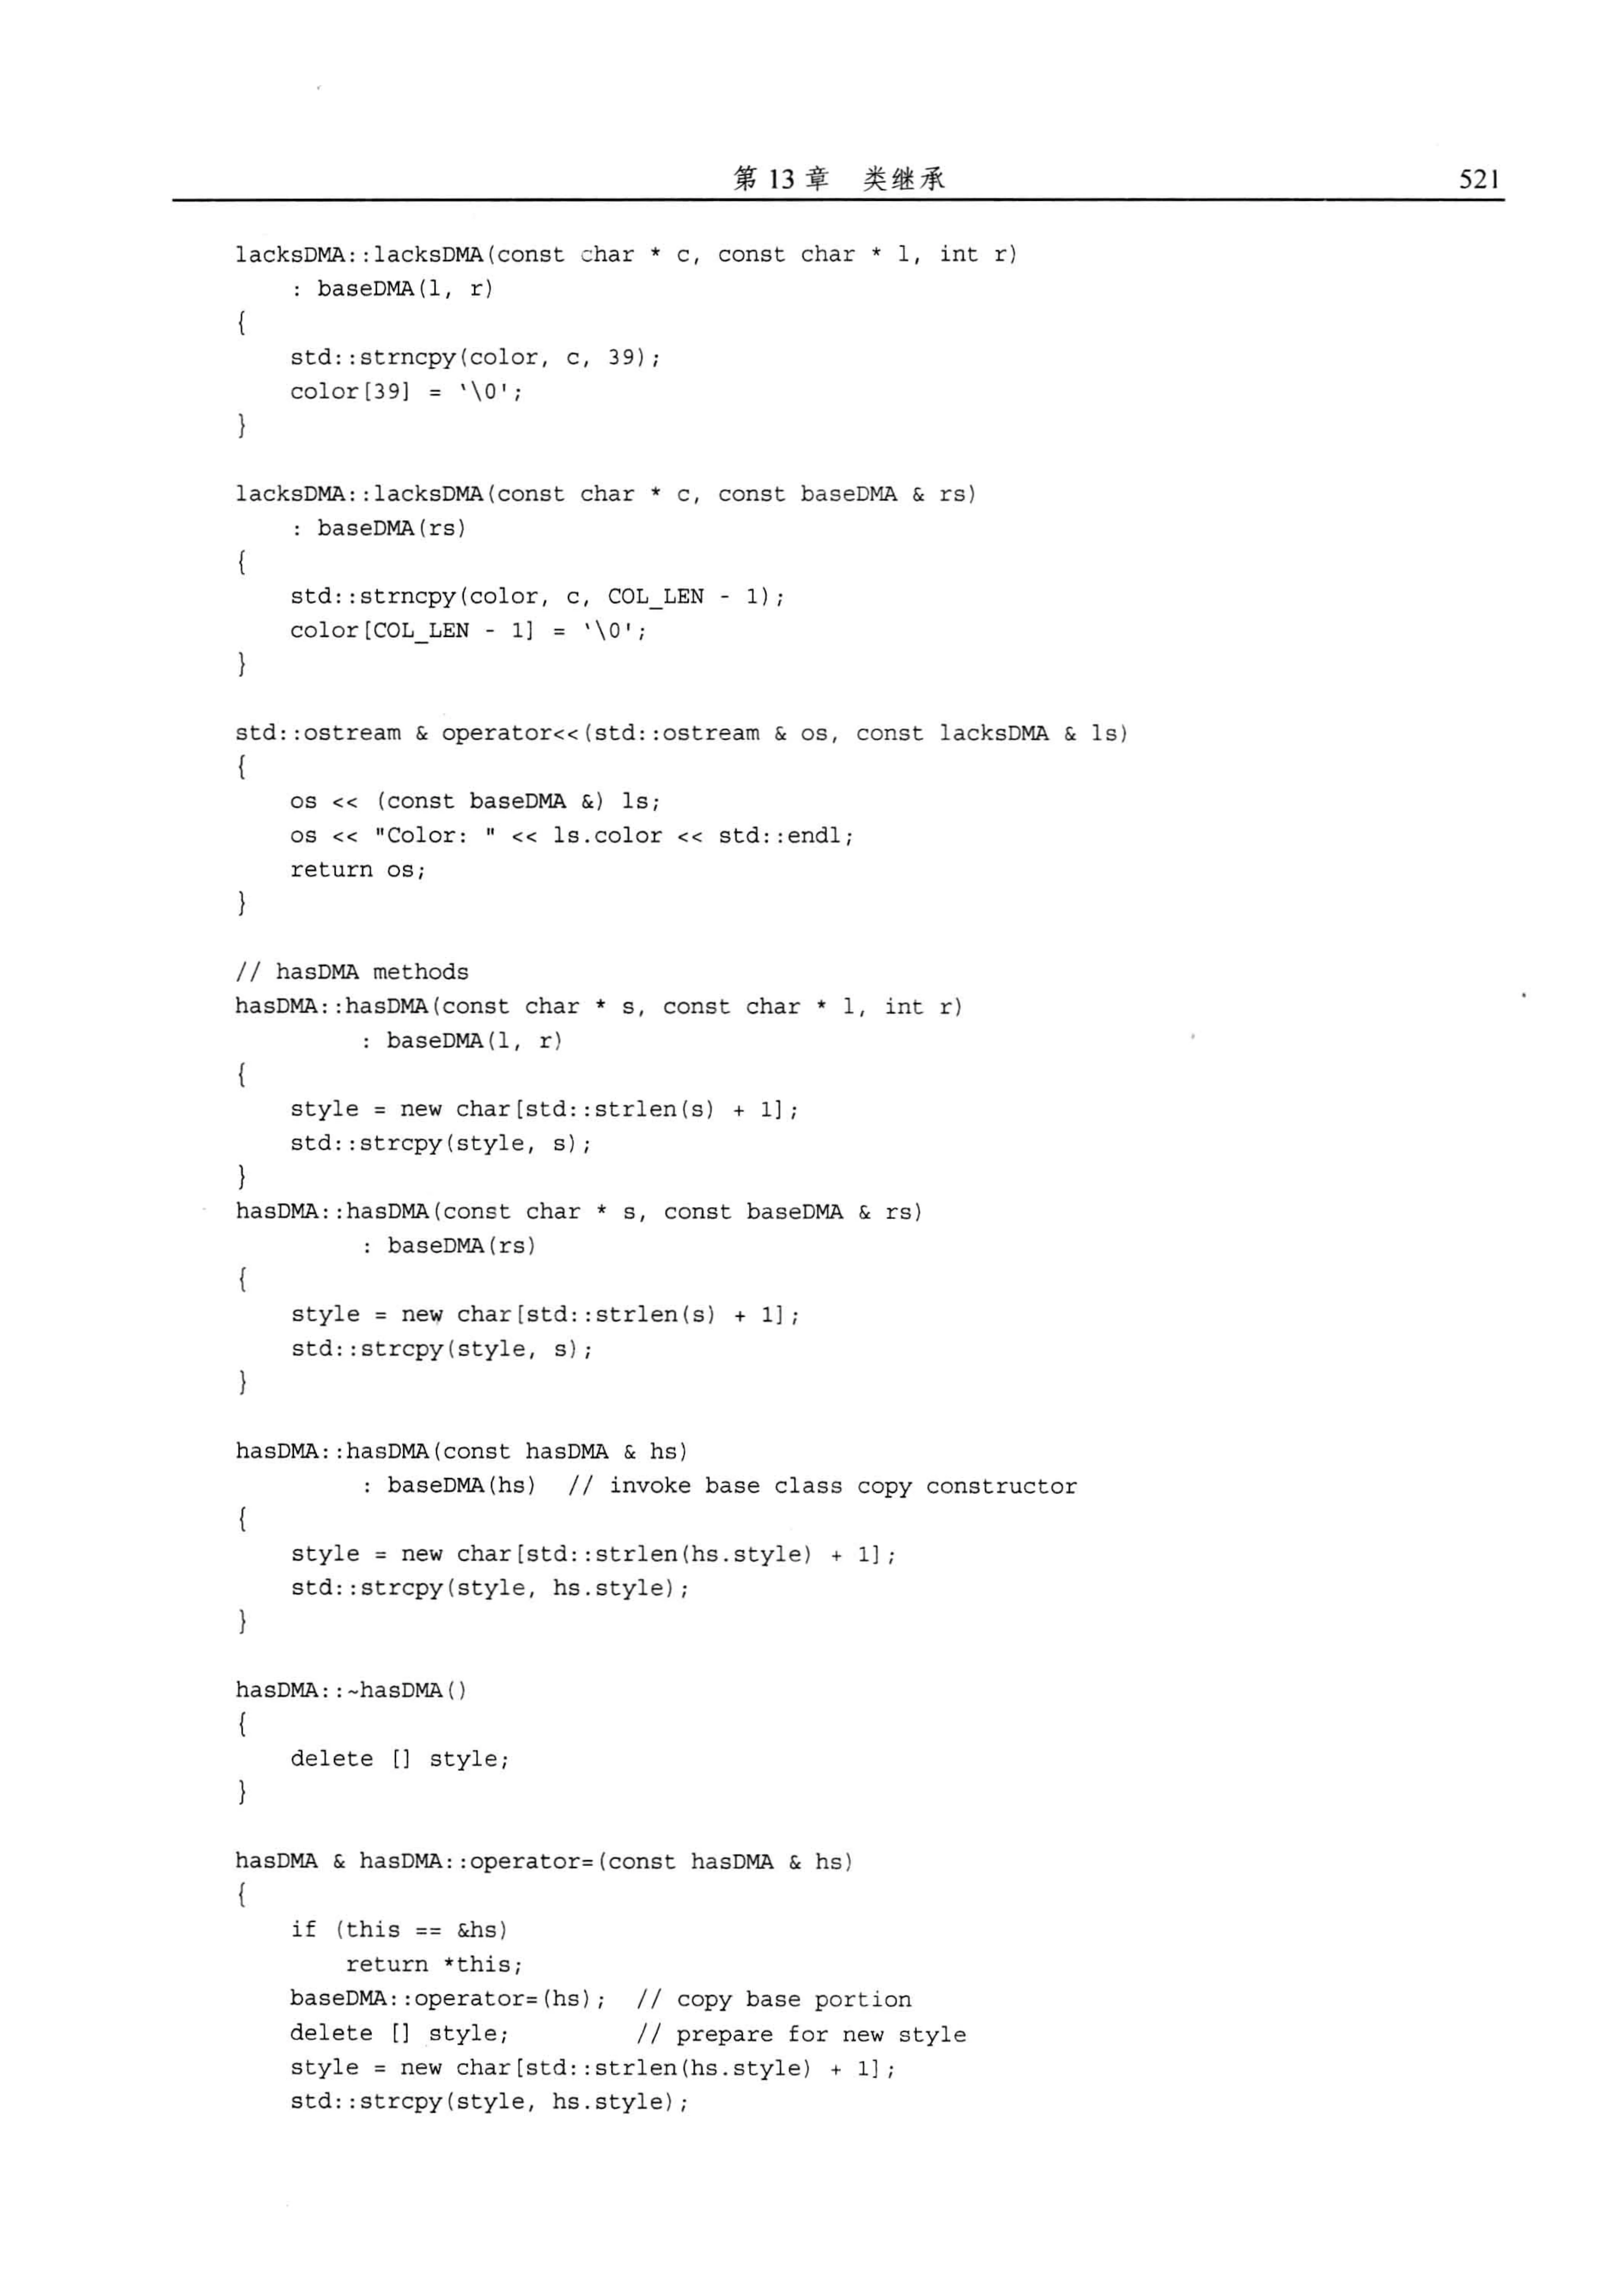 第 13 章 类继承 521
lacksDMA::lacksDMA(const char * c, const char * l, int r)
    : baseDMA(l, r)
{
    std::strncpy(color, c, 39);
    color[39] = '\0';
}

lacksDMA::lacksDMA(const char * c, const baseDMA & rs)
    : baseDMA(rs)
{
    std::strncpy(color, c, COL_LEN - 1);
    color[COL_LEN - 1] = '\0';
}

std::ostream & operator<<(std::ostream & os, const lacksDMA & ls)
{
    os << (const baseDMA &) ls;
    os << "Color: " << ls.color << std::endl;
    return os;
}

// hasDMA methods
hasDMA::hasDMA(const char * s, const char * l, int r)
         : baseDMA(l, r)
{
    style = new char[std::strlen(s) + 1];
    std::strcpy(style, s);
}
hasDMA::hasDMA(const char * s, const baseDMA & rs)
         : baseDMA(rs)
{
    style = new char[std::strlen(s) + 1];
    std::strcpy(style, s);
}

hasDMA::hasDMA(const hasDMA & hs)
         : baseDMA(hs)  // invoke base class copy constructor
{
    style = new char[std::strlen(hs.style) + 1];
    std::strcpy(style, hs.style);
}

hasDMA::~hasDMA()
{
    delete [] style;
}

hasDMA & hasDMA::operator=(const hasDMA & hs)
{
    if (this == &hs)
        return *this;
    baseDMA::operator=(hs);  // copy base portion
    delete [] style;         // prepare for new style
    style = new char[std::strlen(hs.style) + 1];
    std::strcpy(style, hs.style);